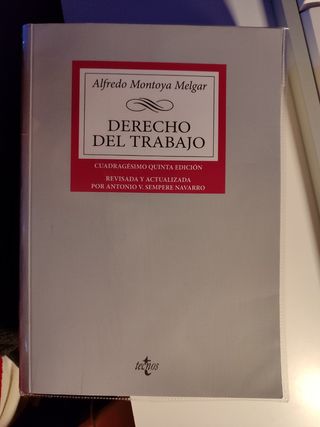 Alfredo Montoya Melgar
DERECHO
DEL TRABAJO
CUADRAGÉSIMO QUINTA EDICIÓN
REVISADA Y ACTUALIZADA
POR ANTONIO V. SEMPERE NAVARRO
tecnos